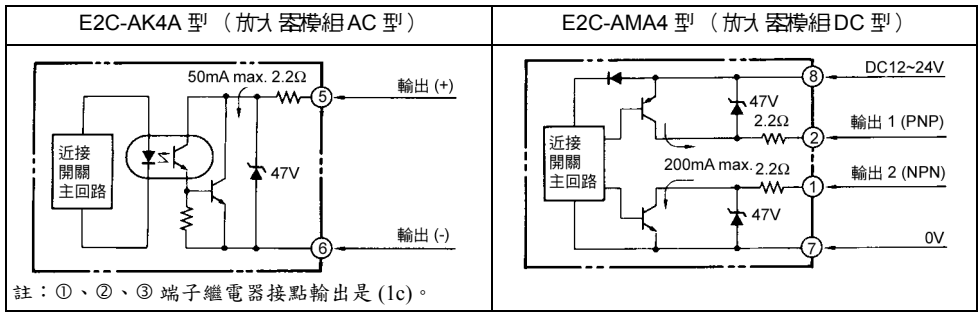 E2C-AK4A 型 (放大器模組AC 型)
E2C-AMA4 型 (放大器模組DC 型)
50mA max. 2.2Ω
⑤
輸出 (+)
近接
開關
主回路
47V
⑥
輸出 (-)
註：①、②、③ 端子繼電器接點輸出是 (1c)。
⑧
DC12~24V
47V
2.2Ω
②
輸出 1 (PNP)
近接
開關
主回路
200mA max.
2.2Ω
①
輸出 2 (NPN)
47V
⑦
0V